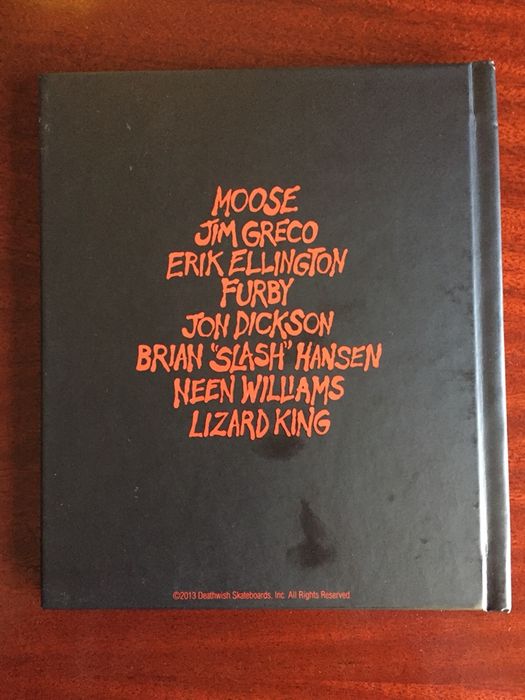 MOOSE
JIM GRECO
ERIK ELLINGTON
FURBY
JON DICKSON
BRIAN "SLASH" HANSEN
NEEN WILLIAMS
LIZARD KING
©2013 Deathwish Skateboards, Inc. All Rights Reserved